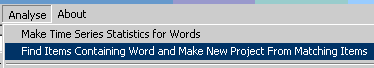 Analyse About
Make Time Series Statistics for Words
Find Items Containing Word and Make New Project From Matching Items